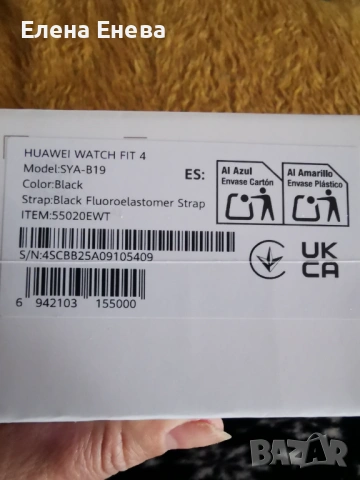 Елена Енева
HUAWEI WATCH FIT 4
Model:SYA-B19
Color:Black
Strap:Black Fluoroelastomer Strap
ITEM:55020EWT
ES:
Al Azul
Envase Cartón
Al Amarillo
Envase Plástico
S/N:4SCBB25A09105409
UK
CA
6 942103 155000
BAZAR